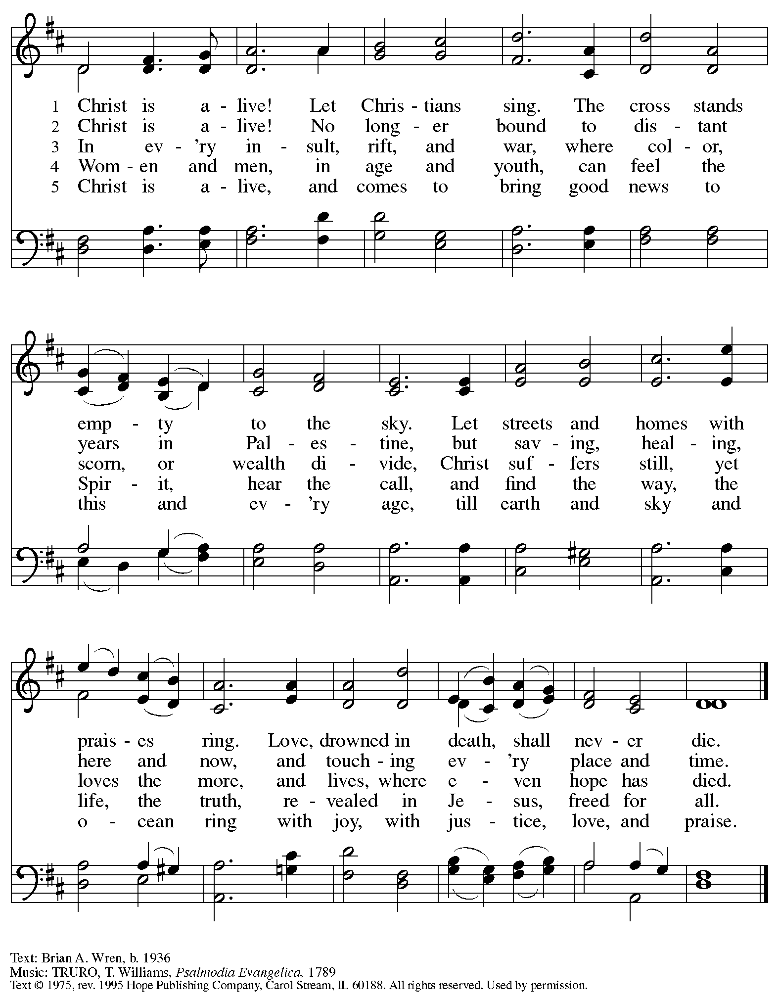 1 Christ is a - live! Let Chris - tians sing. The cross stands
2 Christ is a - live! No long - er bound to dis - tant
3 In ev - 'ry in - sult, rift, and war, where col - or,
4 Wom - en and men, in age and youth, can feel the
5 Christ is a - live, and comes to bring good news to
emp - ty to the sky. Let streets and homes with
years in Pal - es - tine, but sav - ing, heal - ing,
scorn, or wealth di - vide, Christ suf - fers still, yet
Spir - it, hear the call, and find the way, the
this and ev - 'ry age, till earth and sky and
prais - es ring. Love, drowned in death, shall nev - er die.
here and now, and touch - ing ev - 'ry place and time.
loves the more, and lives, where e - ven hope has died.
life, the truth, re - vealed in Je - sus, freed for all.
o - cean ring with joy, with jus - tice, love, and praise.
Text: Brian A. Wren, b. 1936
Music: TRURO, T. Williams, Psalmodia Evangelica, 1789
Text © 1975, rev. 1995 Hope Publishing Company, Carol Stream, IL 60188. All rights reserved. Used by permission.